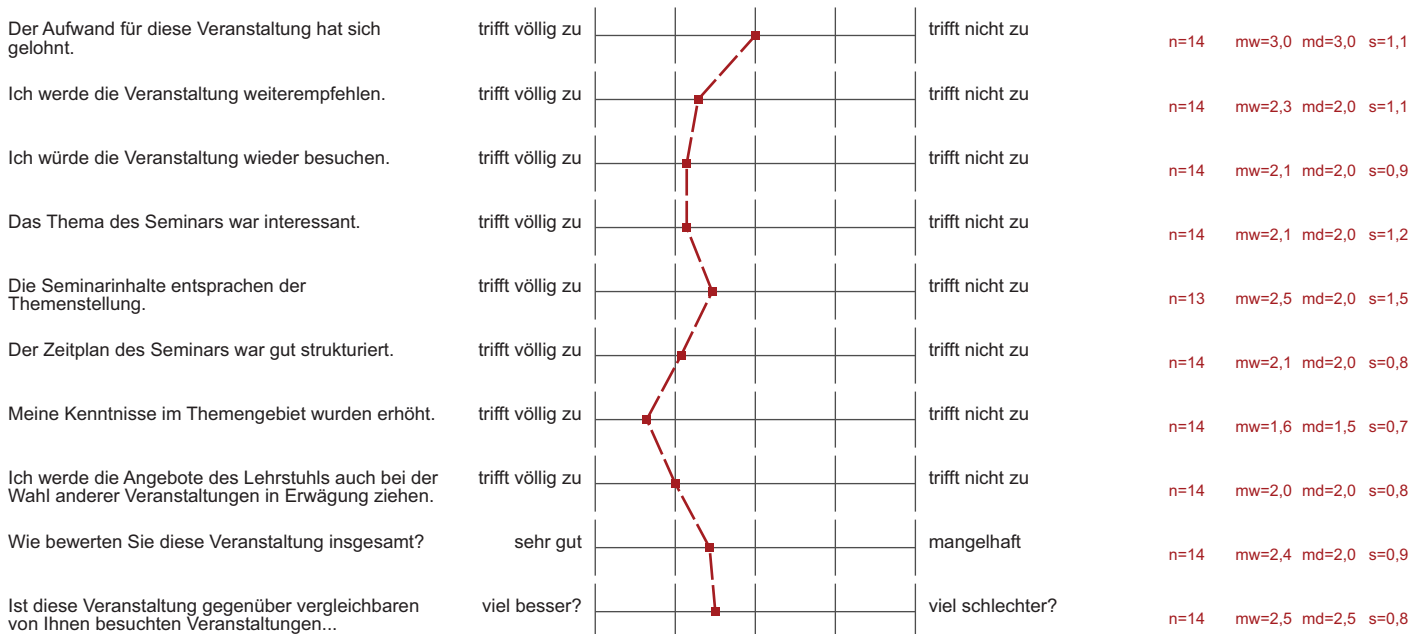 Der Aufwand für diese Veranstaltung hat sich
gelohnt.
trifft völlig zu
trifft nicht zu
n=14 mw=3,0 md=3,0 s=1,1
Ich werde die Veranstaltung weiterempfehlen.
trifft völlig zu
trifft nicht zu
n=14 mw=2,3 md=2,0 s=1,1
Ich würde die Veranstaltung wieder besuchen.
trifft völlig zu
trifft nicht zu
n=14 mw=2,1 md=2,0 s=0,9
Das Thema des Seminars war interessant.
trifft völlig zu
trifft nicht zu
n=14 mw=2,1 md=2,0 s=1,2
Die Seminarinhalte entsprachen der
Themenstellung.
trifft völlig zu
trifft nicht zu
n=13 mw=2,5 md=2,0 s=1,5
Der Zeitplan des Seminars war gut strukturiert.
trifft völlig zu
trifft nicht zu
n=14 mw=2,1 md=2,0 s=0,8
Meine Kenntnisse im Themengebiet wurden erhöht.
trifft völlig zu
trifft nicht zu
n=14 mw=1,6 md=1,5 s=0,7
Ich werde die Angebote des Lehrstuhls auch bei der
Wahl anderer Veranstaltungen in Erwägung ziehen.
trifft völlig zu
trifft nicht zu
n=14 mw=2,0 md=2,0 s=0,8
Wie bewerten Sie diese Veranstaltung insgesamt?
sehr gut
mangelhaft
n=14 mw=2,4 md=2,0 s=0,9
Ist diese Veranstaltung gegenüber vergleichbaren
von Ihnen besuchten Veranstaltungen...
viel besser?
viel schlechter?
n=14 mw=2,5 md=2,5 s=0,8